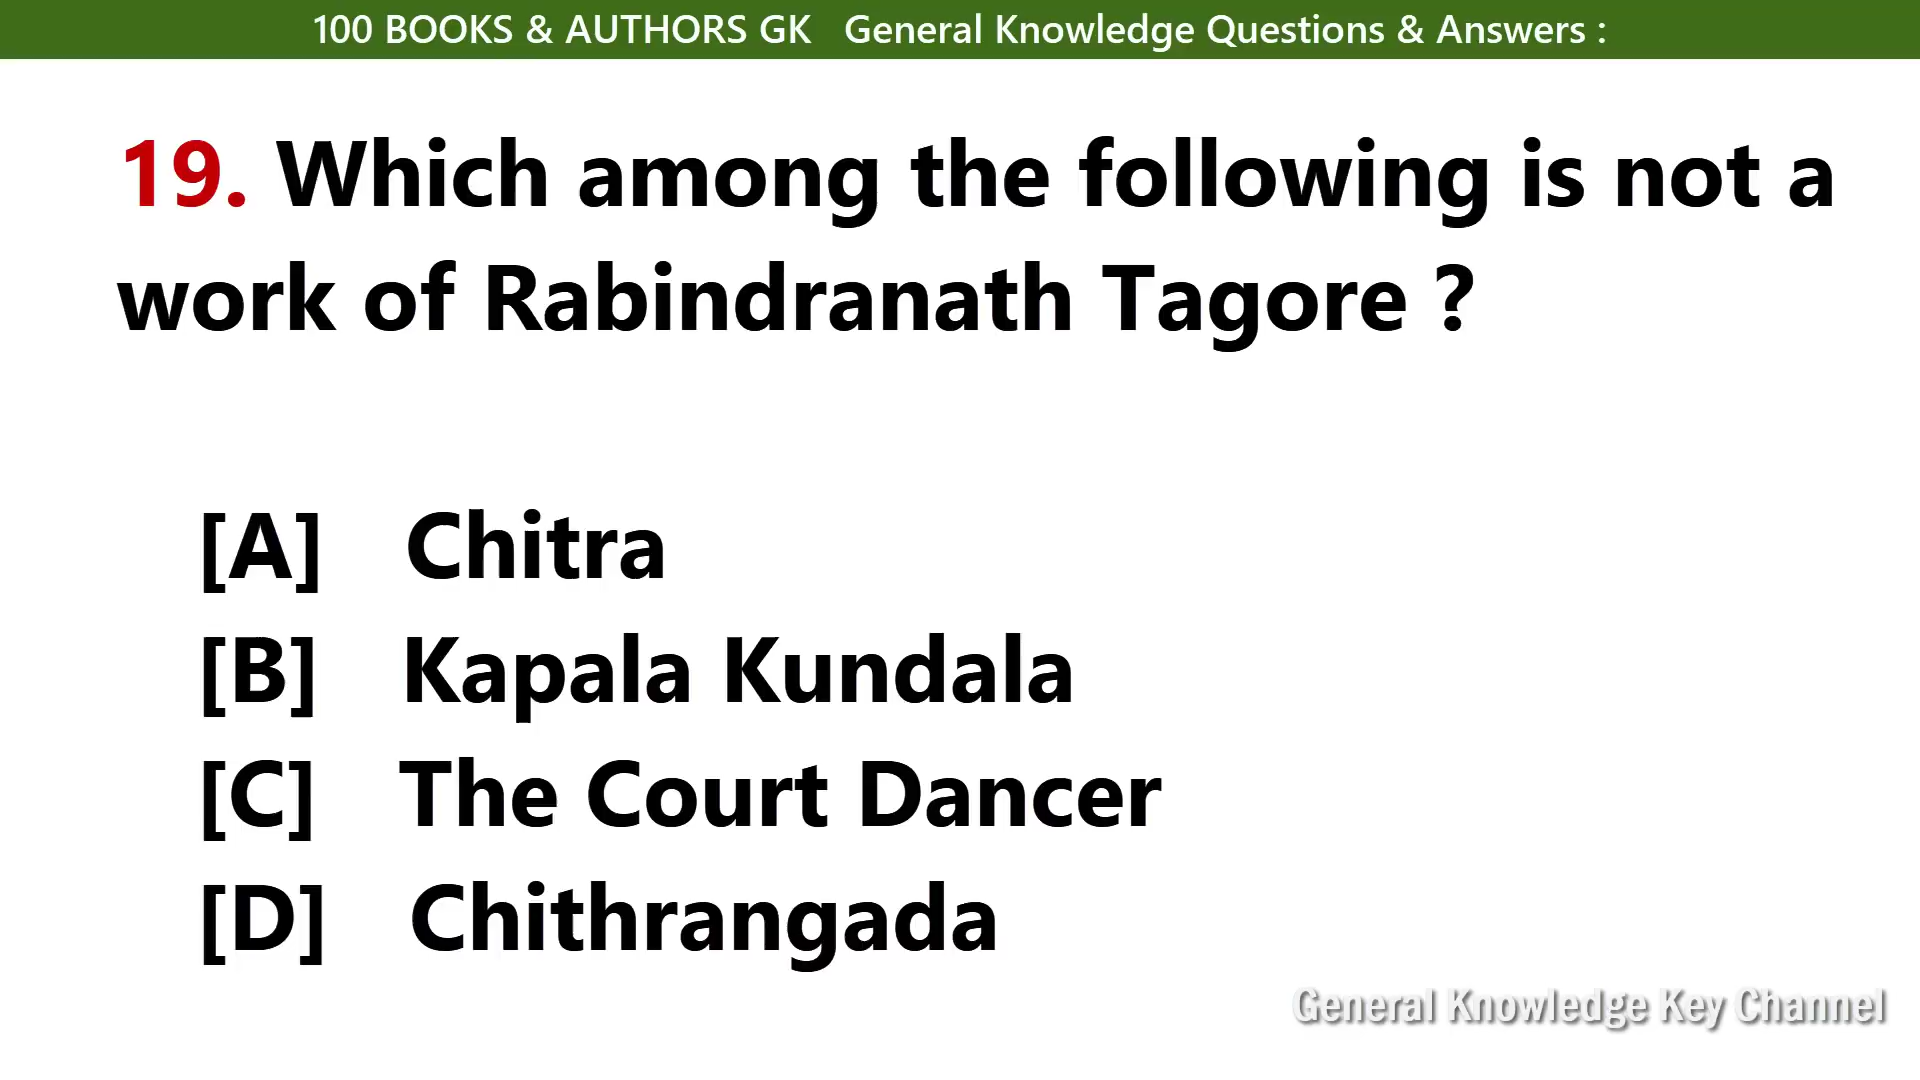 100 BOOKS & AUTHORS GK General Knowledge Questions & Answers :
19. Which among the following is not a
work of Rabindranath Tagore ?
[A] Chitra
[B] Kapala Kundala
[C] The Court Dancer
[D] Chithrangada
General Knowledge Key Channel